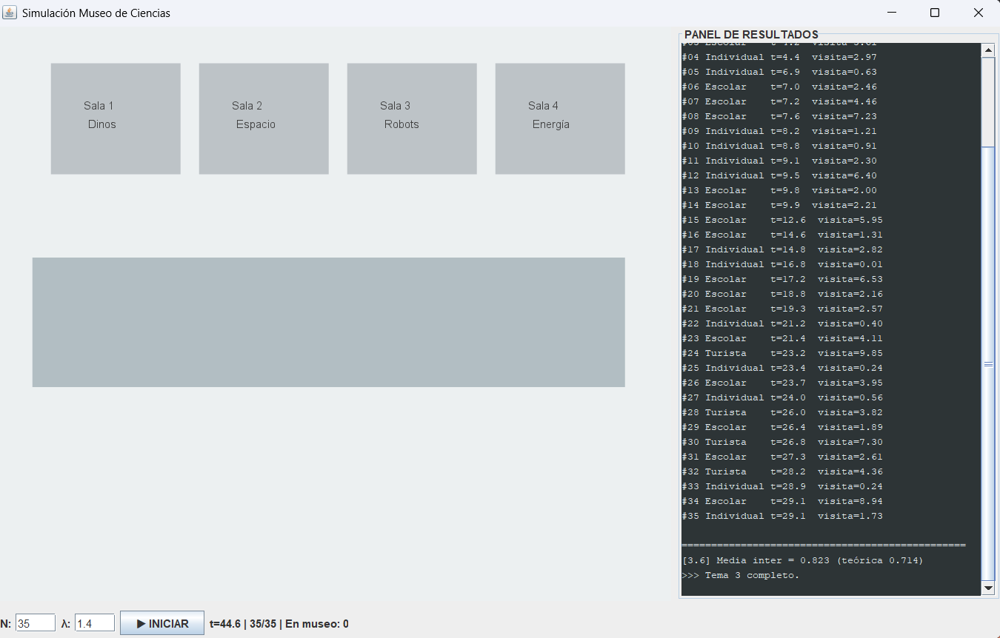 Simulación Museo de Ciencias
Sala 1
Dinos
Sala 2
Espacio
Sala 3
Robots
Sala 4
Energía
PANEL DE RESULTADOS
#04 Individual t=4.4  visita=2.97
#05 Individual t=6.9  visita=0.63
#06 Escolar    t=7.0  visita=2.46
#07 Escolar    t=7.2  visita=4.46
#08 Escolar    t=7.6  visita=7.23
#09 Individual t=8.2  visita=1.21
#10 Individual t=8.8  visita=0.91
#11 Individual t=9.1  visita=2.30
#12 Individual t=9.5  visita=6.40
#13 Escolar    t=9.8  visita=2.00
#14 Escolar    t=9.9  visita=2.21
#15 Escolar    t=12.6  visita=5.95
#16 Escolar    t=14.6  visita=1.31
#17 Individual t=14.8  visita=2.82
#18 Individual t=16.8  visita=0.01
#19 Escolar    t=17.2  visita=6.53
#20 Escolar    t=18.8  visita=2.16
#21 Escolar    t=19.3  visita=2.57
#22 Individual t=21.2  visita=0.40
#23 Escolar    t=21.4  visita=4.11
#24 Turista    t=23.2  visita=9.85
#25 Individual t=23.4  visita=0.24
#26 Escolar    t=23.7  visita=3.95
#27 Individual t=24.0  visita=0.56
#28 Turista    t=26.0  visita=3.82
#29 Escolar    t=26.4  visita=1.89
#30 Turista    t=26.8  visita=7.30
#31 Escolar    t=27.3  visita=2.61
#32 Turista    t=28.2  visita=4.36
#33 Individual t=28.9  visita=0.24
#34 Escolar    t=29.1  visita=8.94
#35 Individual t=29.1  visita=1.73
================================================
[3.6] Media inter = 0.823 (teórica 0.714)
>>> Tema 3 completo.
N: 35 λ: 1.4 ▶ INICIAR t=44.6 | 35/35 | En museo: 0